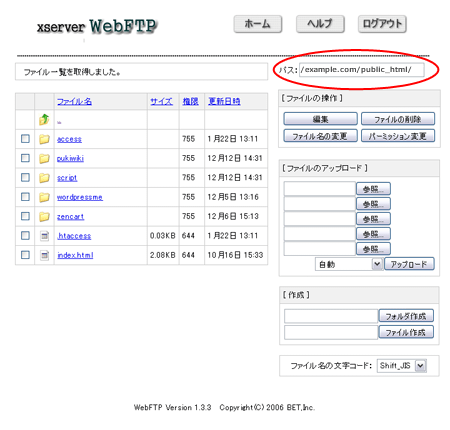 xserver WebFTP
ホーム
ヘルプ
ログアウト
ファイル一覧を取得しました。
パス: /example.com/public_html/
ファイル名 サイズ 権限 更新日時
..
access 755 1月22日 13:11
pukiwiki 755 12月12日 14:31
script 755 12月12日 14:31
wordpressme 755 12月5日 13:16
zencart 755 12月6日 15:13
.htaccess 0.03KB 644 1月22日 13:11
index.html 2.08KB 644 10月16日 15:33
[ファイルの操作]
編集 ファイルの削除
ファイル名の変更 パーミッション変更
[ファイルのアップロード]
参照...
参照...
参照...
参照...
参照...
自動 アップロード
[作成]
フォルダ作成
ファイル作成
ファイル名の文字コード: Shift_JIS
WebFTP Version 1.3.3 Copyright(C) 2006 BET,Inc.